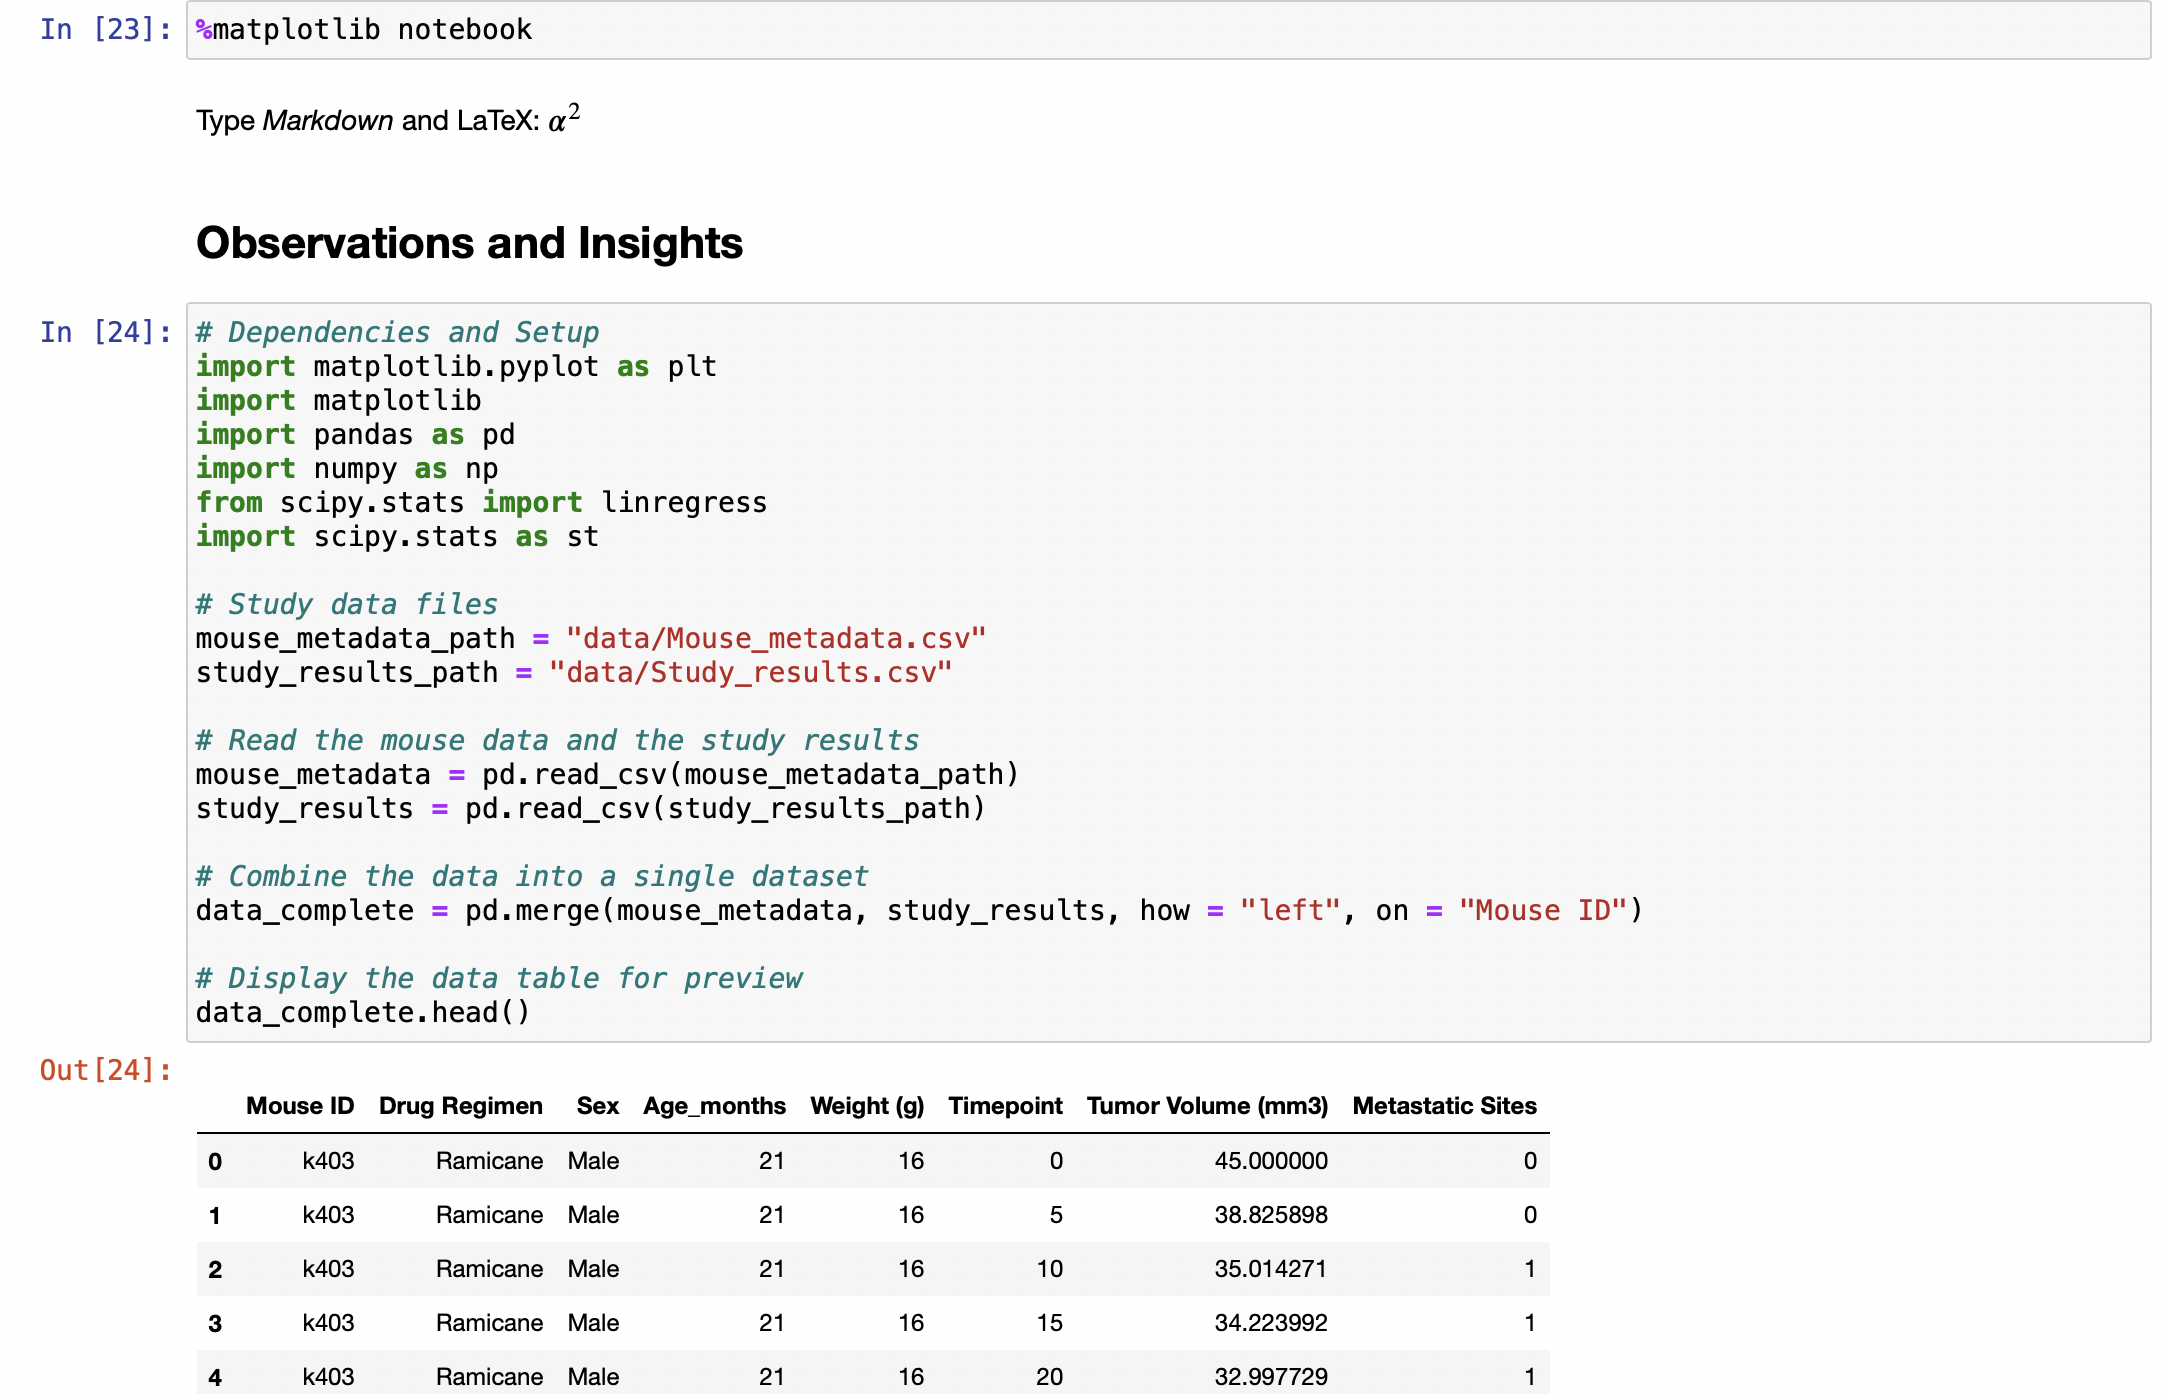 In [23]: %matplotlib notebook
Type Markdown and LaTeX: α²
Observations and Insights
In [24]: # Dependencies and Setup
import matplotlib.pyplot as plt
import matplotlib
import pandas as pd
import numpy as np
from scipy.stats import linregress
import scipy.stats as st
# Study data files
mouse_metadata_path = "data/Mouse_metadata.csv"
study_results_path = "data/Study_results.csv"
# Read the mouse data and the study results
mouse_metadata = pd.read_csv(mouse_metadata_path)
study_results = pd.read_csv(study_results_path)
# Combine the data into a single dataset
data_complete = pd.merge(mouse_metadata, study_results, how = "left", on = "Mouse ID")
# Display the data table for preview
data_complete.head()
Out[24]:
Mouse ID Drug Regimen Sex Age_months Weight (g) Timepoint Tumor Volume (mm3) Metastatic Sites
0 k403 Ramicane Male 21 16 0 45.000000 0
1 k403 Ramicane Male 21 16 5 38.825898 0
2 k403 Ramicane Male 21 16 10 35.014271 1
3 k403 Ramicane Male 21 16 15 34.223992 1
4 k403 Ramicane Male 21 16 20 32.997729 1